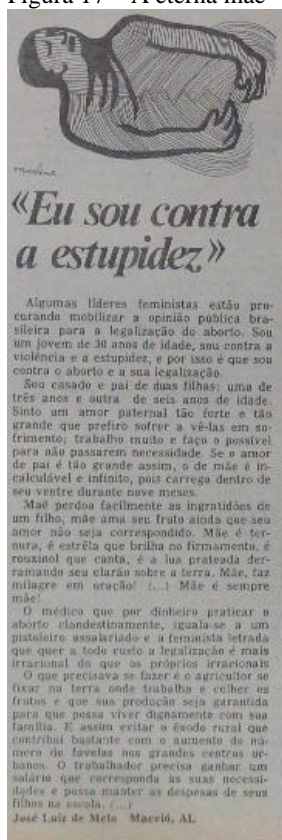 Figura 17 – A eterna mãe
«Eu sou contra
a estupidez»
Algumas líderes feministas estão pro-
curando mobilizar a opinião pública bra-
sileira para a legalização do aborto. Sou
um jovem de 30 anos de idade, sou contra a
violência e a estupidez, e por isso é que sou
contra o aborto e a sua legalização.
Sou casado e pai de duas filhas: uma de
três anos e outra de seis anos de idade.
Sinto um amor paternal tão forte e tão
grande que prefiro sofrer a vê-las em so-
frimento; trabalho muito e faço o possível
para não passarem necessidade. Se o amor
de pai é tão grande assim, o de mãe é in-
calculável e infinito, pois carrega dentro de
seu ventre durante nove meses.
Maẽ perdoa facilmente as ingratidões de
um filho, mãe ama seu fruto ainda que seu
amor não seja correspondido. Mãe é ter-
nura, é estrêla que brilha no firmamento, é
rouxinol que canta, é a lua prateada der-
ramando seu clarão sobre a terra. Mãe, faz
milagre em oração! (...) Mãe é sempre
mãe!
O médico que por dinheiro praticar o
aborto clandestinamente, iguala-se a um
pistoleiro assalariado e a feminista letrada
que quer a todo custo a legalização é mais
irracional do que os próprios irracionais
O que precisava se fazer é o agricultor se
fixar na terra onde trabalha e colher os
frutos e que sua produção seja garantida
para que possa viver dignamente com sua
família. E assim evitar o êxodo rural que
contribui bastante com o aumento do nú-
mero de favelas nos grandes centros ur-
banos. O trabalhador precisa ganhar um
salário que corresponda às suas necessi-
dades e possa manter as despesas de seus
filhos na escola. (...)
José Luiz de Melo Maceió, AL